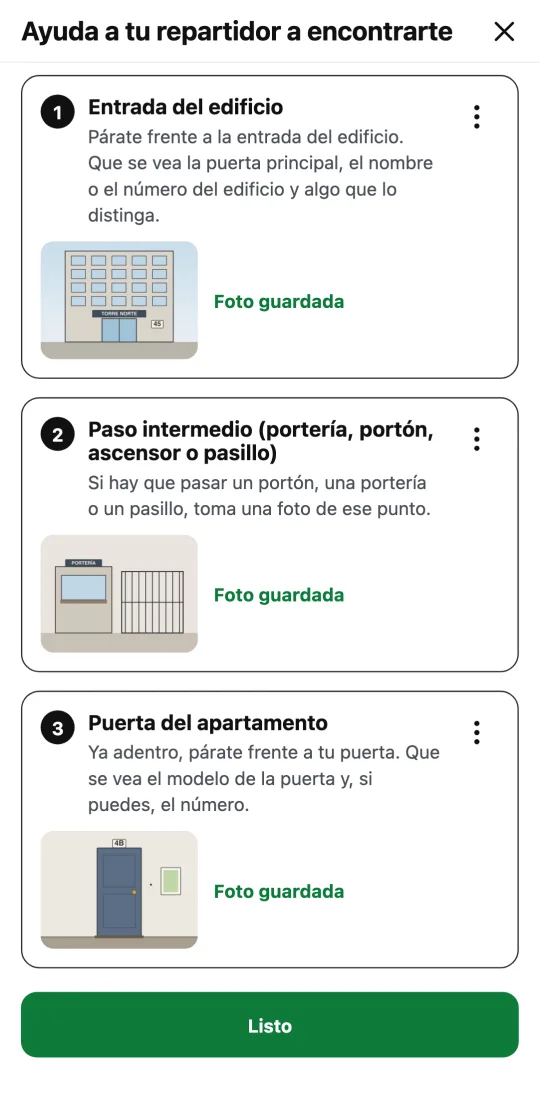 Ayuda a tu repartidor a encontrarte
1
Entrada del edificio
Párate frente a la entrada del edificio.
Que se vea la puerta principal, el nombre
o el número del edificio y algo que lo
distinga.
TORRE NORTE
45
Foto guardada
2
Paso intermedio (portería, portón,
ascensor o pasillo)
Si hay que pasar un portón, una portería
o un pasillo, toma una foto de ese punto.
PORTERÍA
Foto guardada
3
Puerta del apartamento
Ya adentro, párate frente a tu puerta. Que
se vea el modelo de la puerta y, si
puedes, el número.
4B
Foto guardada
Listo